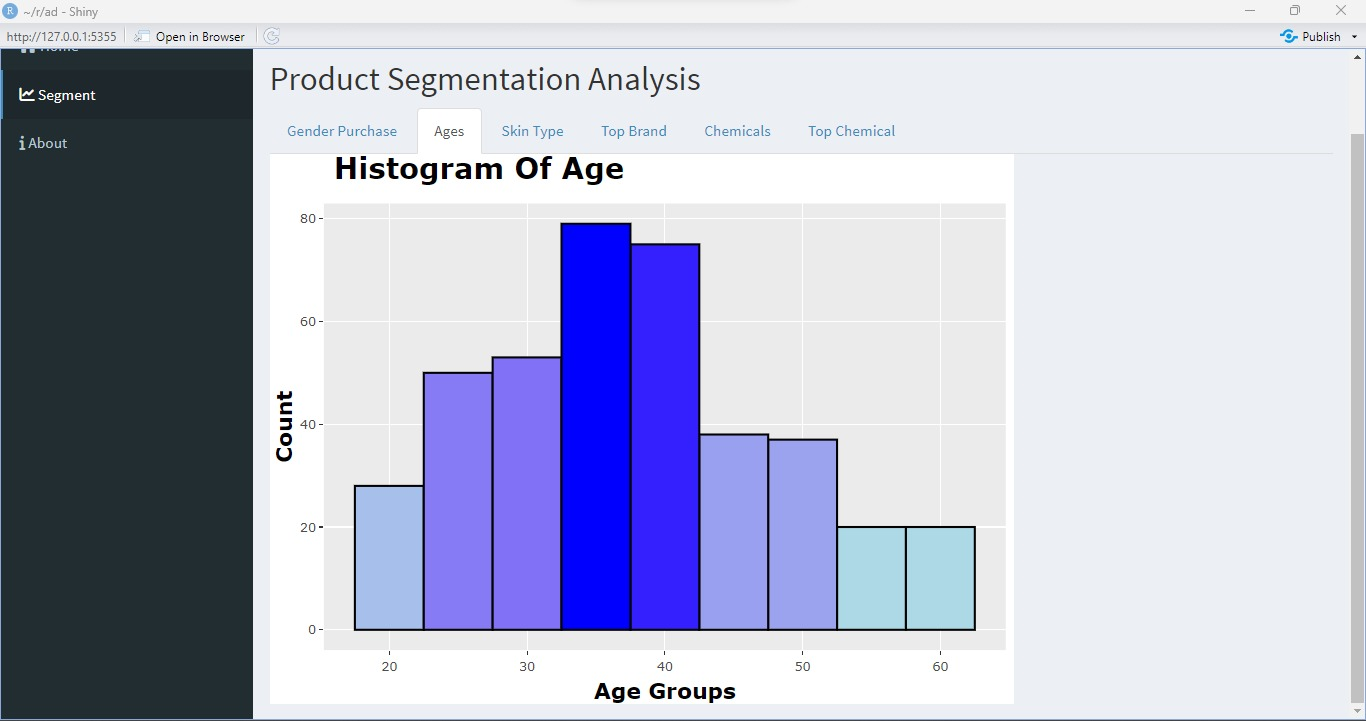 ~/r/ad - Shiny
http://127.0.0.1:5355 Open in Browser Publish
Home
Segment
About
Product Segmentation Analysis
Gender Purchase Ages Skin Type Top Brand Chemicals Top Chemical
Histogram Of Age
Count
80
60
40
20
0
20 30 40 50 60
Age Groups